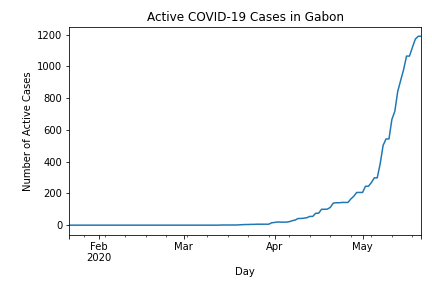 Active COVID-19 Cases in Gabon
Number of Active Cases
1200
1000
800
600
400
200
0
Feb
2020
Mar
Apr
May
Day